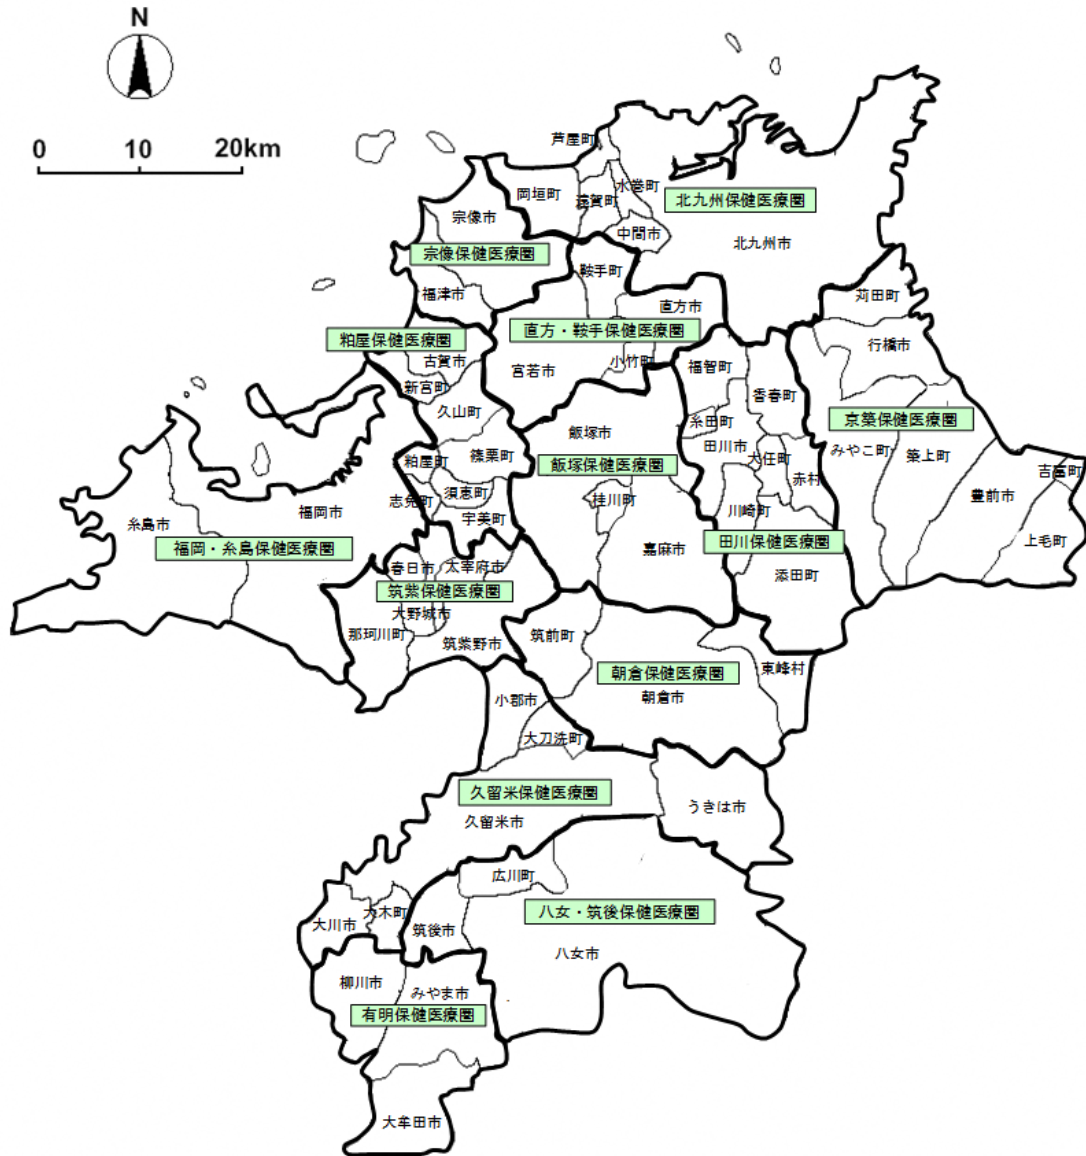 N
0 10 20km
芦屋町
岡垣町
遠賀町
水巻町
中間市
北九州保健医療圏
北九州市
宗像市
宗像保健医療圏
福津市
鞍手町
直方市
直方・鞍手保健医療圏
小竹町
宮若市
苅田町
行橋市
京築保健医療圏
みやこ町
築上町
豊前市
吉冨町
上毛町
粕屋保健医療圏
古賀市
新宮町
久山町
篠栗町
粕屋町
須恵町
志免町
宇美町
福智町
香春町
糸田町
田川市
大任町
赤村
川崎町
田川保健医療圏
添田町
飯塚市
飯塚保健医療圏
桂川町
嘉麻市
福岡市
糸島市
福岡・糸島保健医療圏
春日市
太宰府市
筑紫保健医療圏
大野城市
那珂川町
筑紫野市
筑前町
朝倉保健医療圏
朝倉市
東峰村
小郡市
大刀洗町
久留米保健医療圏
久留米市
うきは市
大川市
大木町
広川町
筑後市
八女・筑後保健医療圏
八女市
柳川市
みやま市
有明保健医療圏
大牟田市